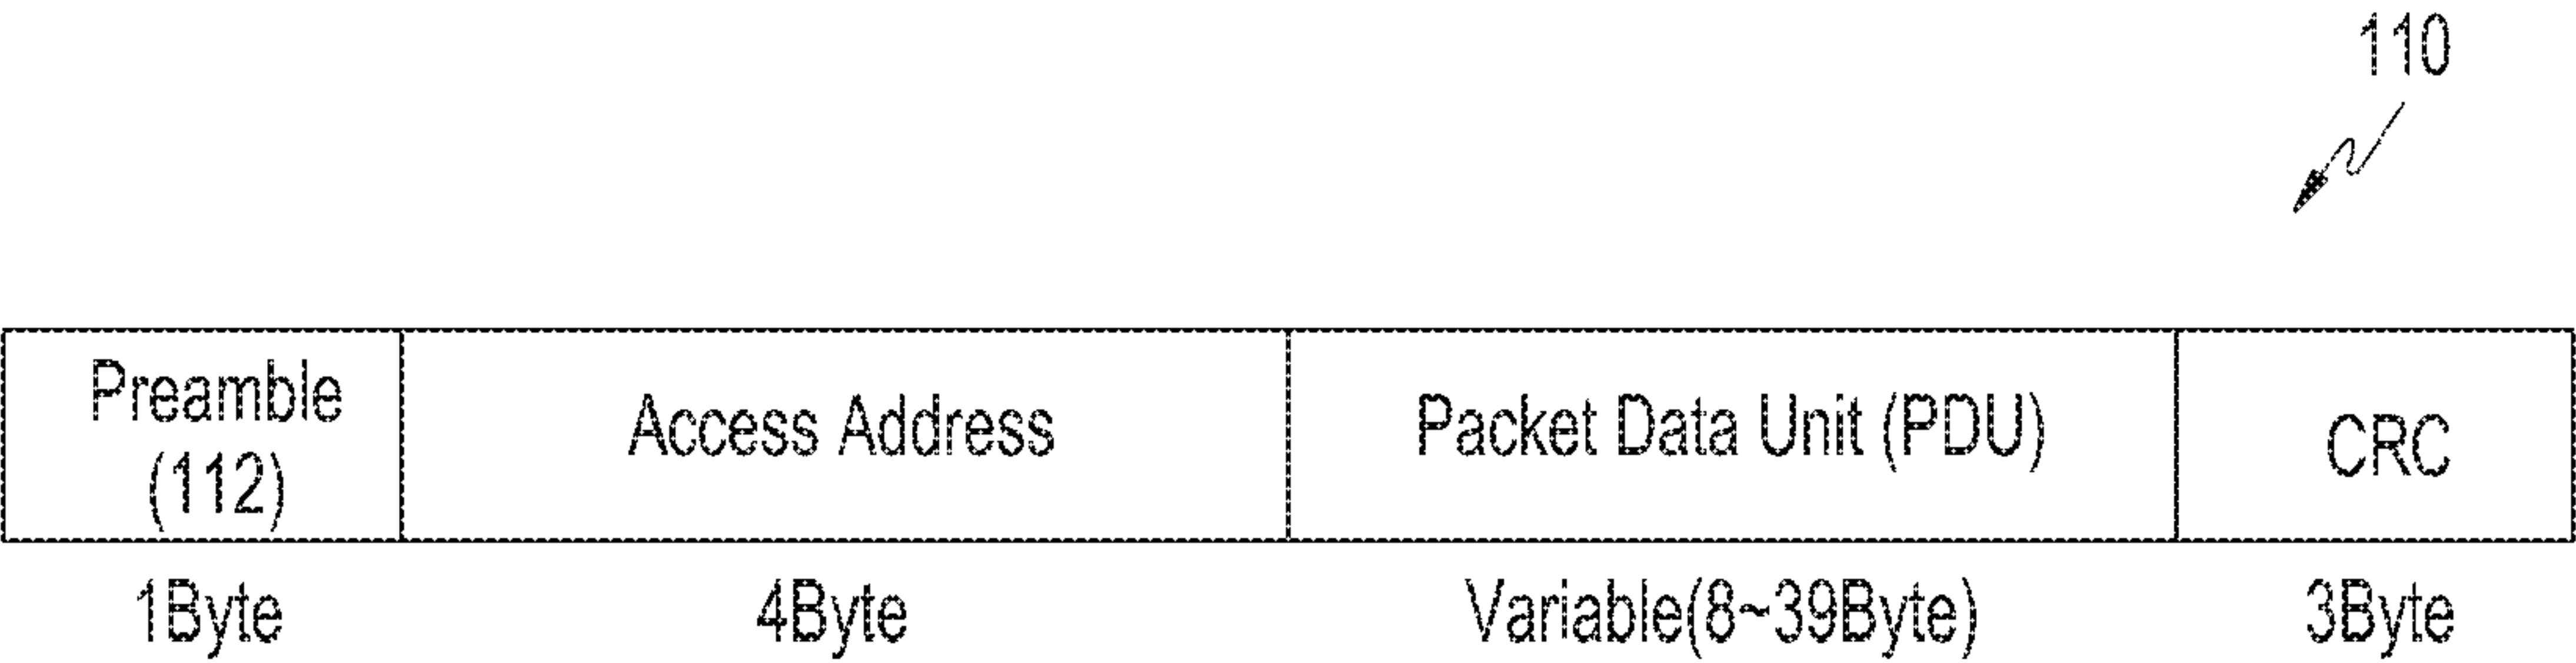 110
Preamble
(112)
Access Address
Packet Data Unit (PDU)
CRC
1Byte
4Byte
Variable(8~39Byte)
3Byte